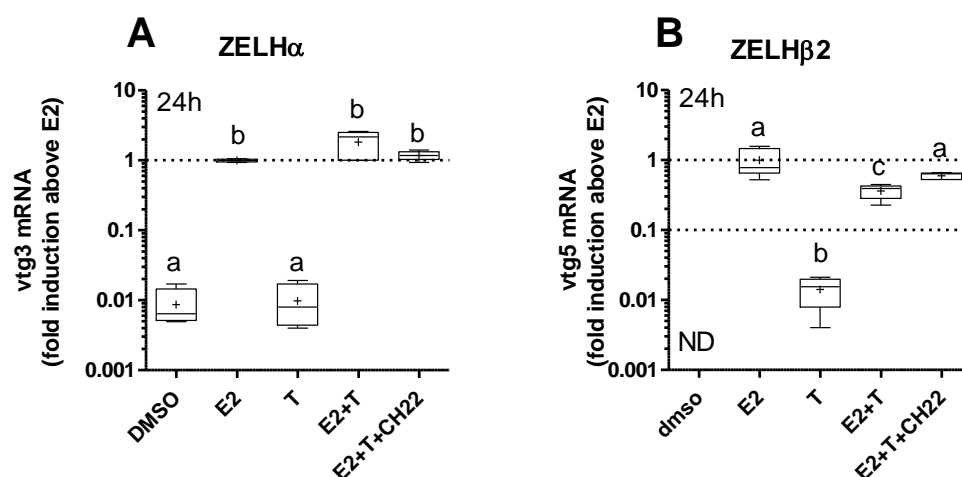 A
ZELHα
24h
vtg3 mRNA
(fold induction above E2)
10
1
0.1
0.01
0.001
a
b
a
b
b
DMSO
E2
T
E2+T
E2+T+CH22
B
ZELHβ2
24h
vtg5 mRNA
(fold induction above E2)
10
1
0.1
0.01
0.001
ND
a
b
c
a
dmso
E2
T
E2+T
E2+T+CH22